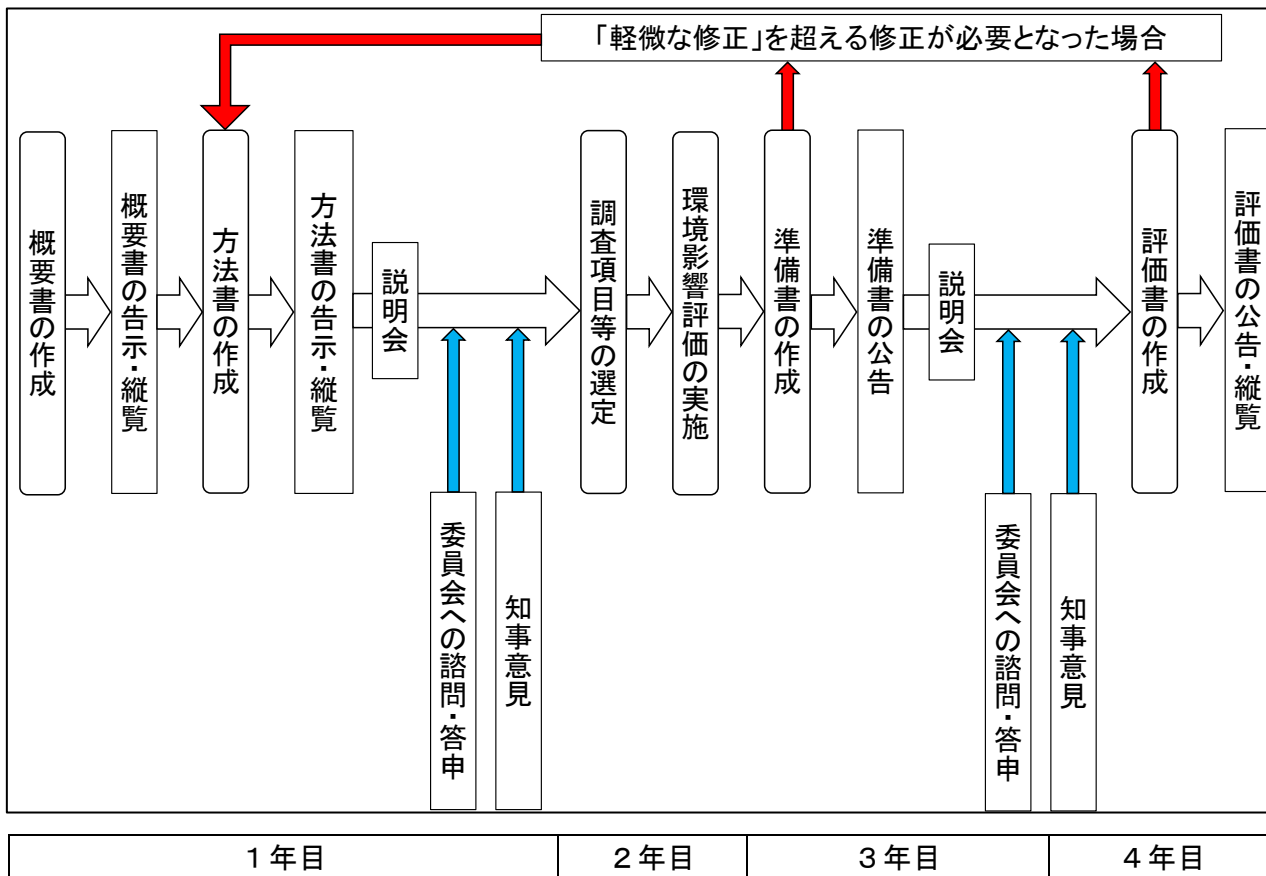 「軽微な修正」を超える修正が必要となった場合
概要書の作成
概要書の告示・縦覧
方法書の作成
方法書の告示・縦覧
説明会
委員会への諮問・答申
知事意見
調査項目等の選定
環境影響評価の実施
準備書の作成
準備書の公告
説明会
委員会への諮問・答申
知事意見
評価書の作成
評価書の公告・縦覧
１年目
２年目
３年目
４年目